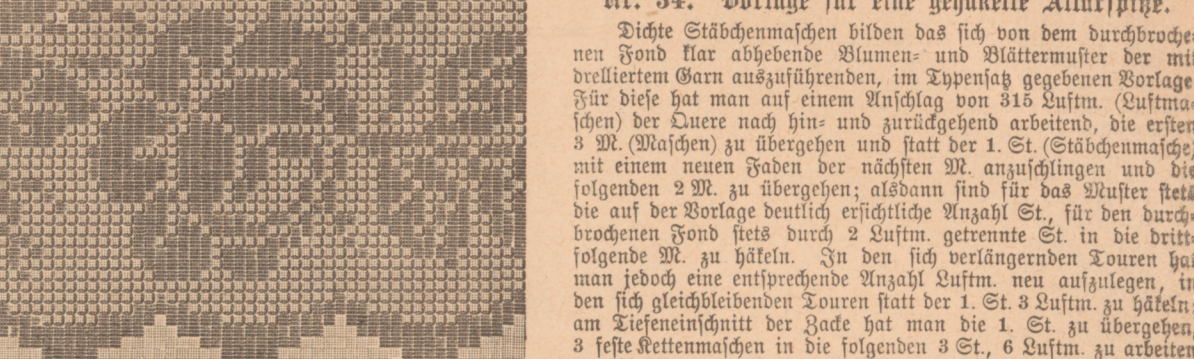 Nr. 34. Vorlage für eine gehäkelte Altarspitze.
Dichte Stäbchenmaschen bilden das sich von dem durchbroche-
nen Fond klar abhebende Blumen- und Blättermuster der mit
drelliertem Garn auszuführenden, im Typensatz gegebenen Vorlage.
Für diese hat man auf einem Anschlag von 315 Luftm. (Luftma-
schen) der Quere nach hin- und zurückgehend arbeitend, die ersten
3 M. (Maschen) zu übergehen und statt der 1. St. (Stäbchenmasche)
mit einem neuen Faden der nächsten M. anzuschlingen und die
folgenden 2 M. zu übergehen; alsdann sind für das Muster stets
die auf der Vorlage deutlich ersichtliche Anzahl St., für den durch-
brochenen Fond stets durch 2 Luftm. getrennte St. in die dritt-
folgende M. zu häkeln. In den sich verlängernden Touren hat
man jedoch eine entsprechende Anzahl Luftm. neu aufzulegen, in
den sich gleichbleibenden Touren statt der 1. St. 3 Luftm. zu häkeln;
am Tiefeneinschnitt der Zacke hat man die 1. St. zu übergehen,
3 feste Kettenmaschen in die folgenden 3 St., 6 Luftm. zu arbeiten